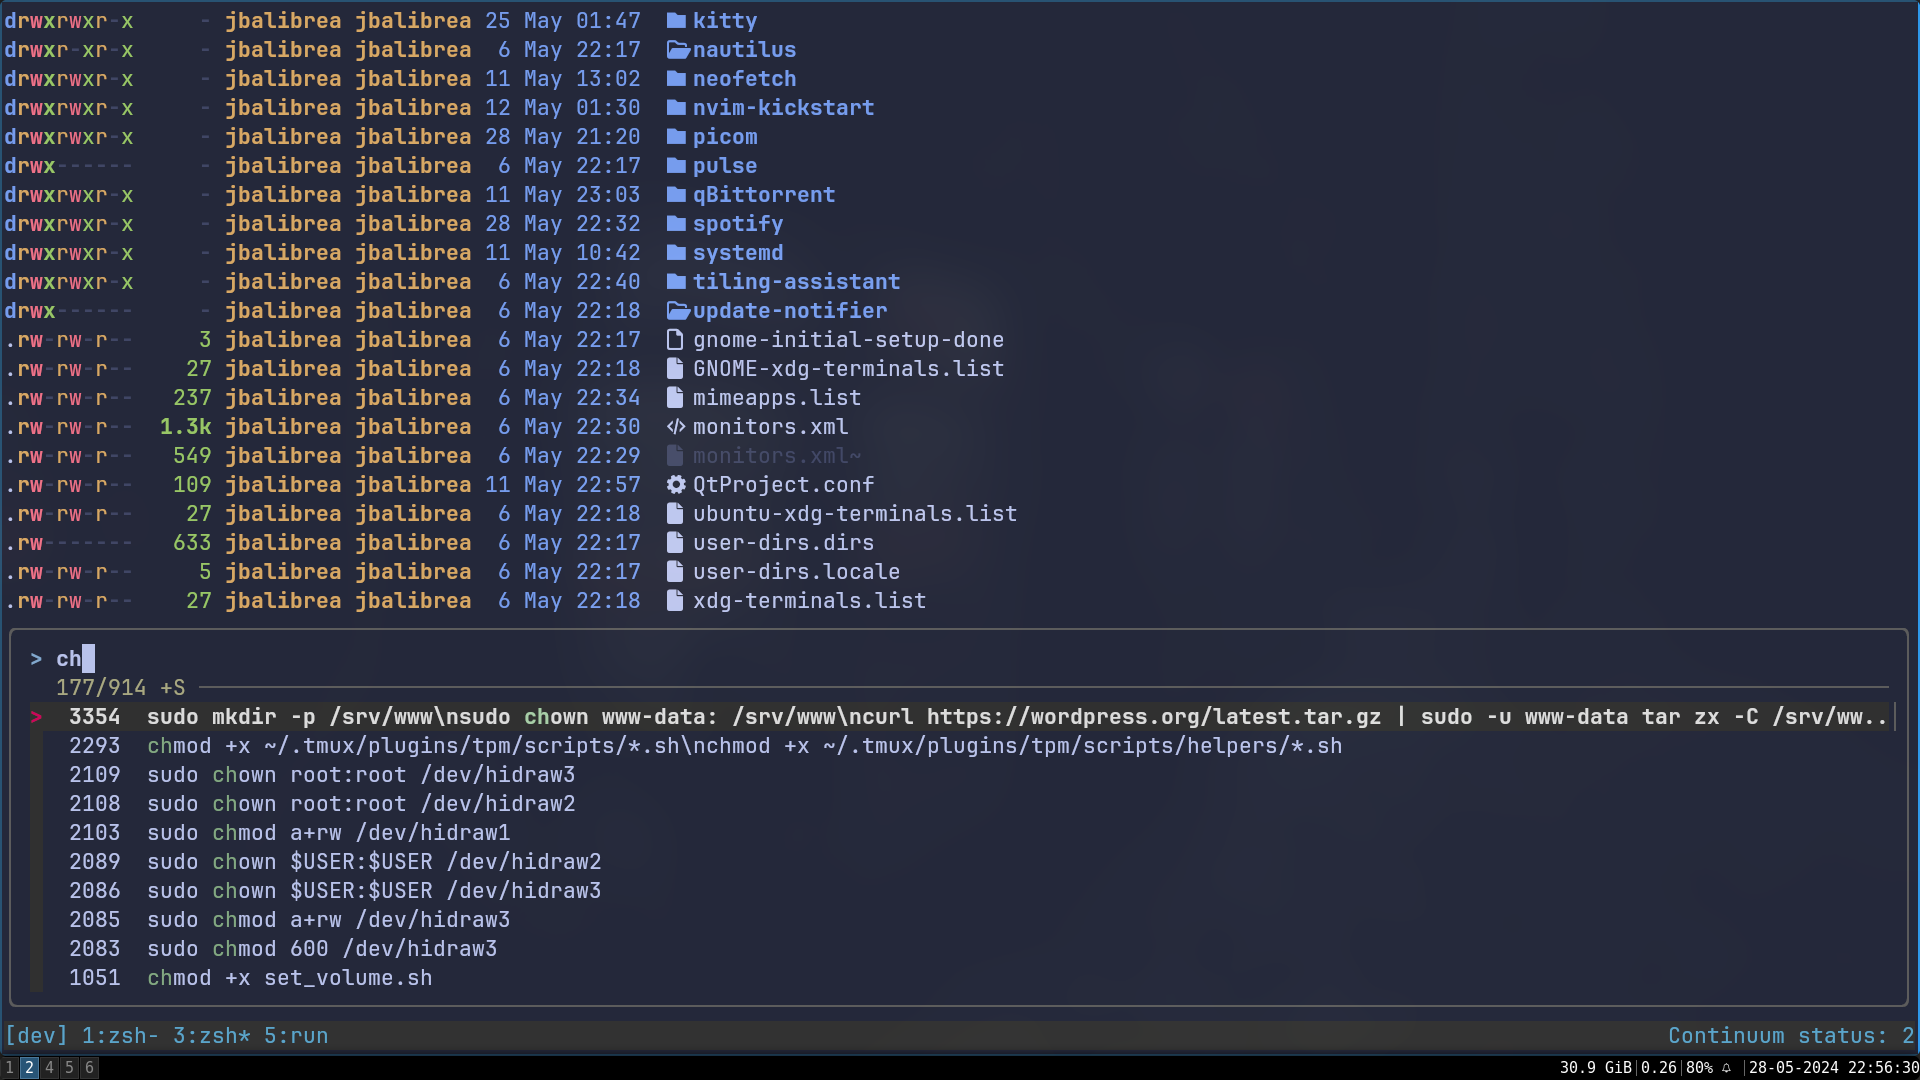 drwxrwxr-x      - jbalibrea jbalibrea 25 May 01:47  kitty
drwxr-xr-x      - jbalibrea jbalibrea  6 May 22:17  nautilus
drwxrwxr-x      - jbalibrea jbalibrea 11 May 13:02  neofetch
drwxrwxr-x      - jbalibrea jbalibrea 12 May 01:30  nvim-kickstart
drwxrwxr-x      - jbalibrea jbalibrea 28 May 21:20  picom
drwx------      - jbalibrea jbalibrea  6 May 22:17  pulse
drwxrwxr-x      - jbalibrea jbalibrea 11 May 23:03  qBittorrent
drwxrwxr-x      - jbalibrea jbalibrea 28 May 22:32  spotify
drwxrwxr-x      - jbalibrea jbalibrea 11 May 10:42  systemd
drwxrwxr-x      - jbalibrea jbalibrea  6 May 22:40  tiling-assistant
drwx------      - jbalibrea jbalibrea  6 May 22:18  update-notifier
.rw-rw-r--      3 jbalibrea jbalibrea  6 May 22:17  gnome-initial-setup-done
.rw-rw-r--     27 jbalibrea jbalibrea  6 May 22:18  GNOME-xdg-terminals.list
.rw-rw-r--    237 jbalibrea jbalibrea  6 May 22:34  mimeapps.list
.rw-rw-r--   1.3k jbalibrea jbalibrea  6 May 22:30  monitors.xml
.rw-rw-r--    549 jbalibrea jbalibrea  6 May 22:29  monitors.xml~
.rw-rw-r--    109 jbalibrea jbalibrea 11 May 22:57  QtProject.conf
.rw-rw-r--     27 jbalibrea jbalibrea  6 May 22:18  ubuntu-xdg-terminals.list
.rw-------    633 jbalibrea jbalibrea  6 May 22:17  user-dirs.dirs
.rw-rw-r--      5 jbalibrea jbalibrea  6 May 22:17  user-dirs.locale
.rw-rw-r--     27 jbalibrea jbalibrea  6 May 22:18  xdg-terminals.list
> ch
177/914 +S
> 3354  sudo mkdir -p /srv/www\nsudo chown www-data: /srv/www\ncurl https://wordpress.org/latest.tar.gz | sudo -u www-data tar zx -C /srv/ww..
2293  chmod +x ~/.tmux/plugins/tpm/scripts/*.sh\nchmod +x ~/.tmux/plugins/tpm/scripts/helpers/*.sh
2109  sudo chown root:root /dev/hidraw3
2108  sudo chown root:root /dev/hidraw2
2103  sudo chmod a+rw /dev/hidraw1
2089  sudo chown $USER:$USER /dev/hidraw2
2086  sudo chown $USER:$USER /dev/hidraw3
2085  sudo chmod a+rw /dev/hidraw3
2083  sudo chmod 600 /dev/hidraw3
1051  chmod +x set_volume.sh
[dev] 1:zsh- 3:zsh* 5:run Continuum status: 2
1 2 4 5 6 30.9 GiB|0.26|80% |28-05-2024 22:56:30